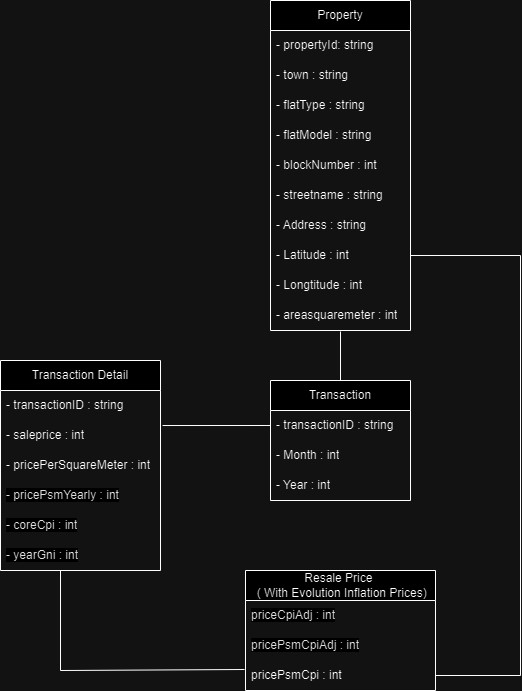 Property
- propertyId: string
- town : string
- flatType : string
- flatModel : string
- blockNumber : int
- streetname : string
- Address : string
- Latitude : int
- Longtitude : int
- areasquaremeter : int
Transaction Detail
- transactionID : string
- saleprice : int
- pricePerSquareMeter : int
- pricePsmYearly : int
- coreCpi : int
- yearGni : int
Transaction
- transactionID : string
- Month : int
- Year : int
Resale Price
( With Evolution Inflation Prices)
priceCpiAdj : int
pricePsmCpiAdj : int
pricePsmCpi : int